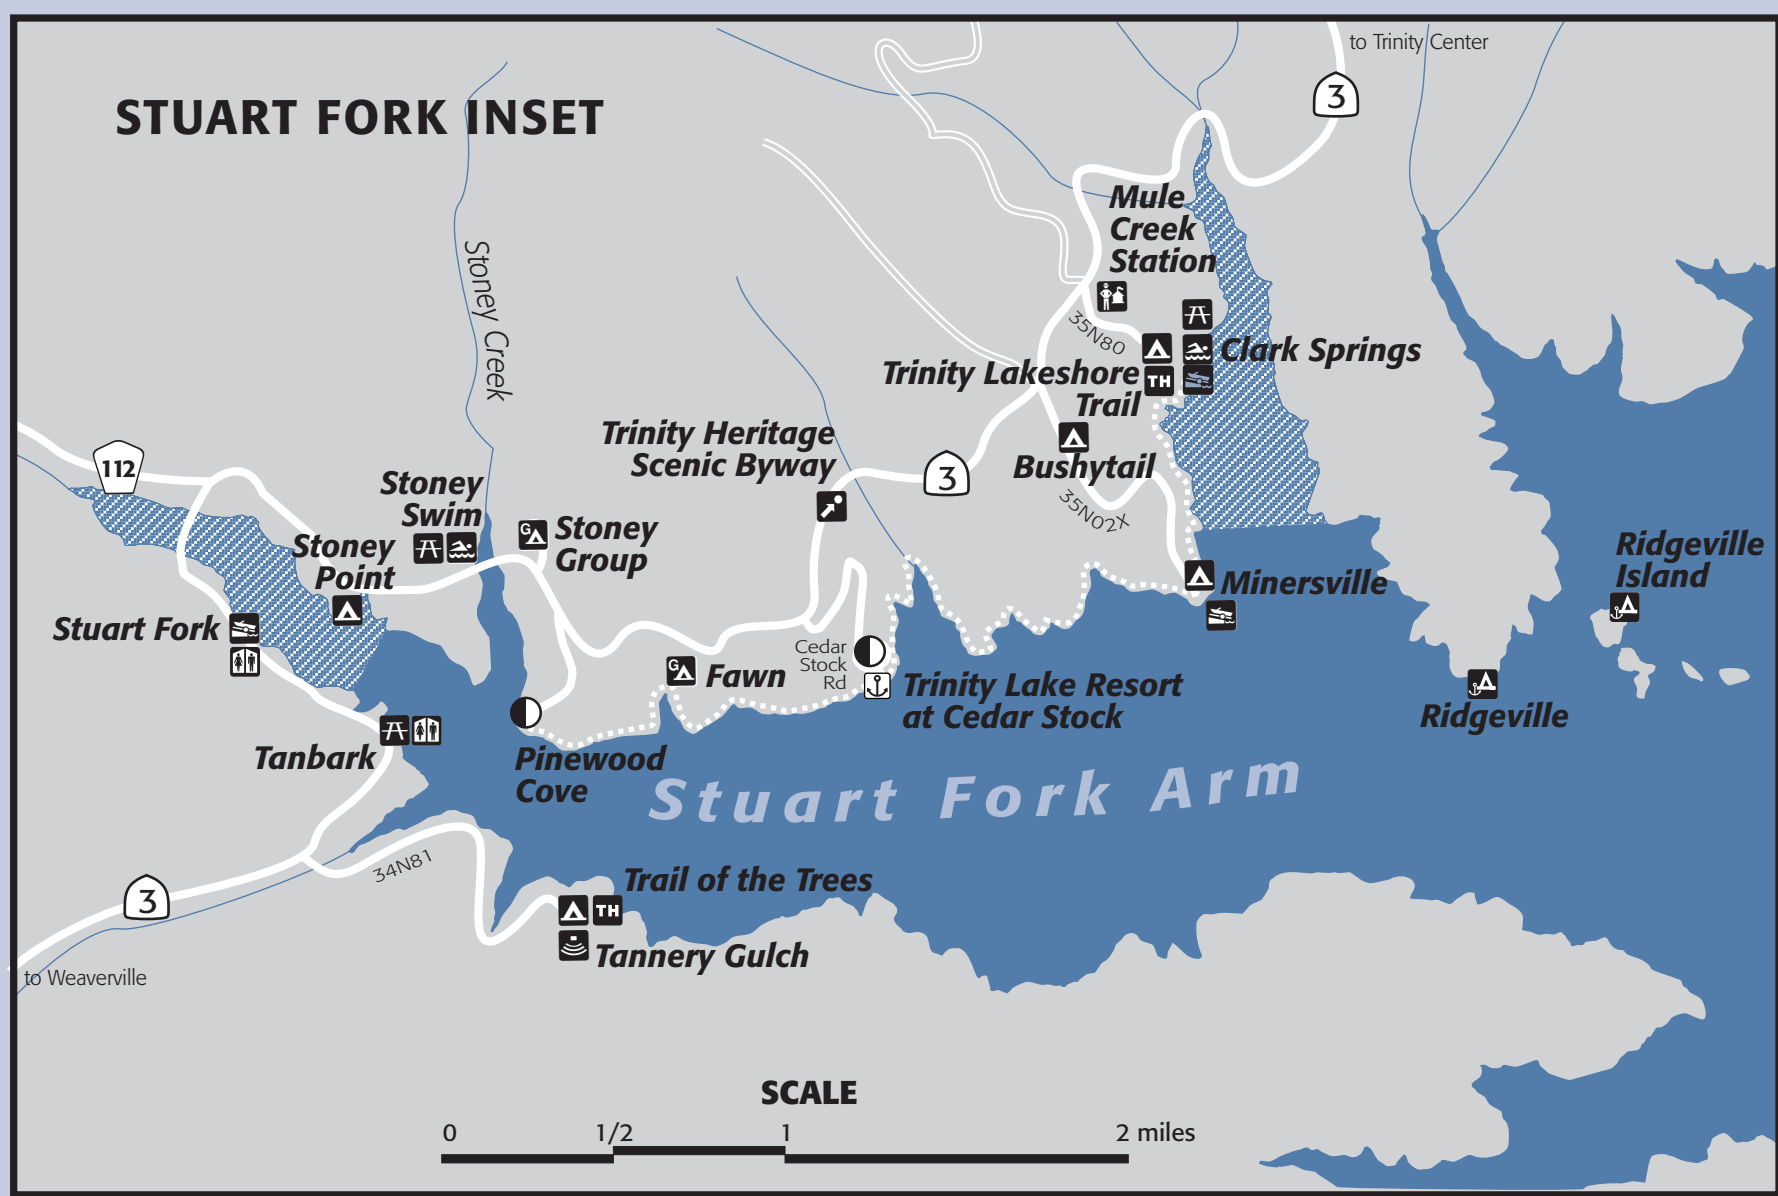 to Trinity Center
3
STUART FORK INSET
Mule
Creek
Station
Stoney Creek
35N80
Clark Springs
Trinity Lakeshore
Trail
TH
Trinity Heritage
Scenic Byway
3
Bushytail
35N02X
112
Stoney
Swim
G
Stoney
Group
Stoney
Point
Ridgeville
Island
Minersville
Stuart Fork
Cedar
Stock
Rd
G
Fawn
Trinity Lake Resort
at Cedar Stock
Ridgeville
Tanbark
Pinewood
Cove
Stuart Fork Arm
34N81
3
Trail of the Trees
TH
Tannery Gulch
to Weaverville
SCALE
0 1/2 1 2 miles